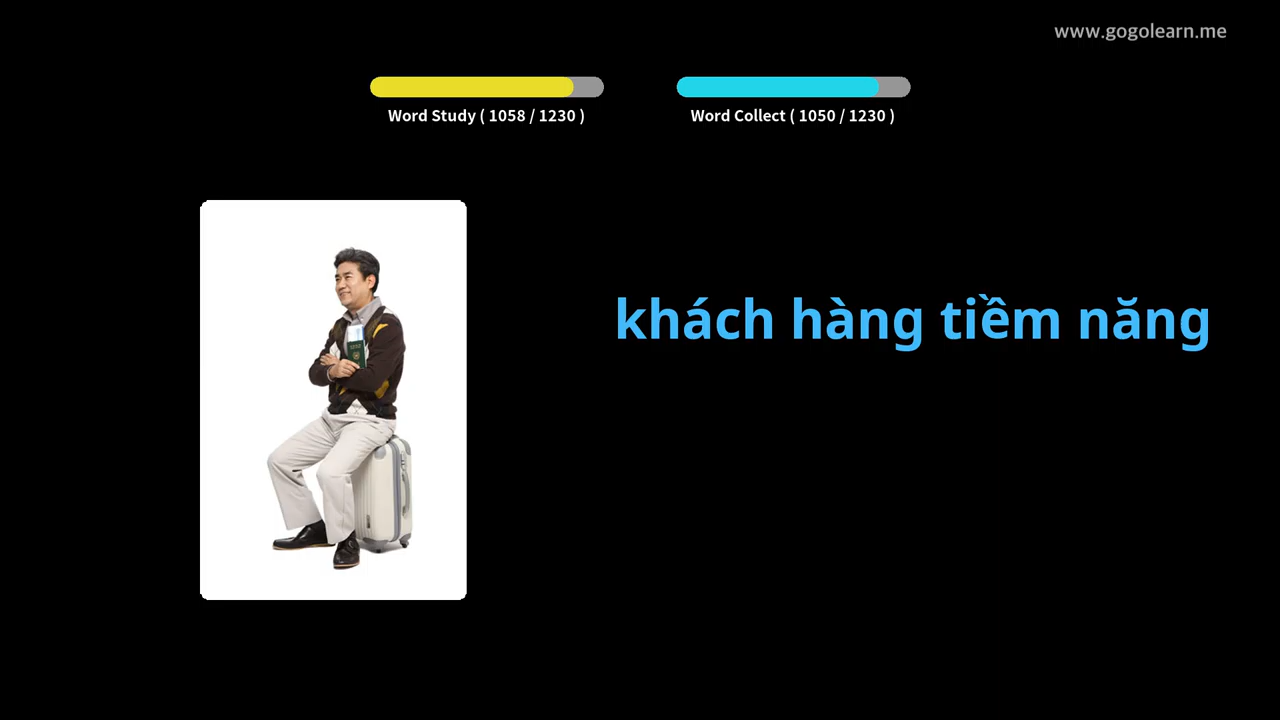 www.gogolearn.me
Word Study ( 1058 / 1230 )
Word Collect ( 1050 / 1230 )
khách hàng tiềm năng